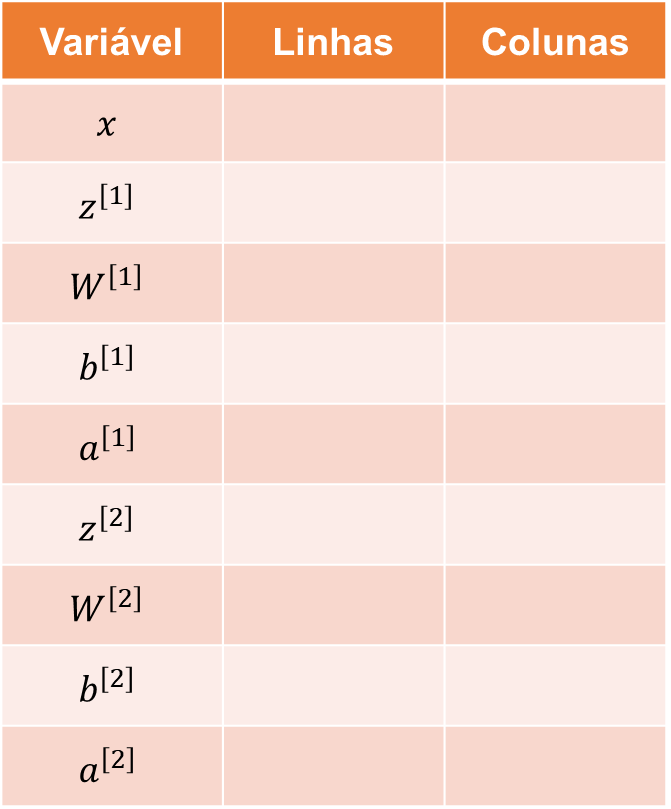 Variável Linhas Colunas
x
z^[1]
W^[1]
b^[1]
a^[1]
z^[2]
W^[2]
b^[2]
a^[2]